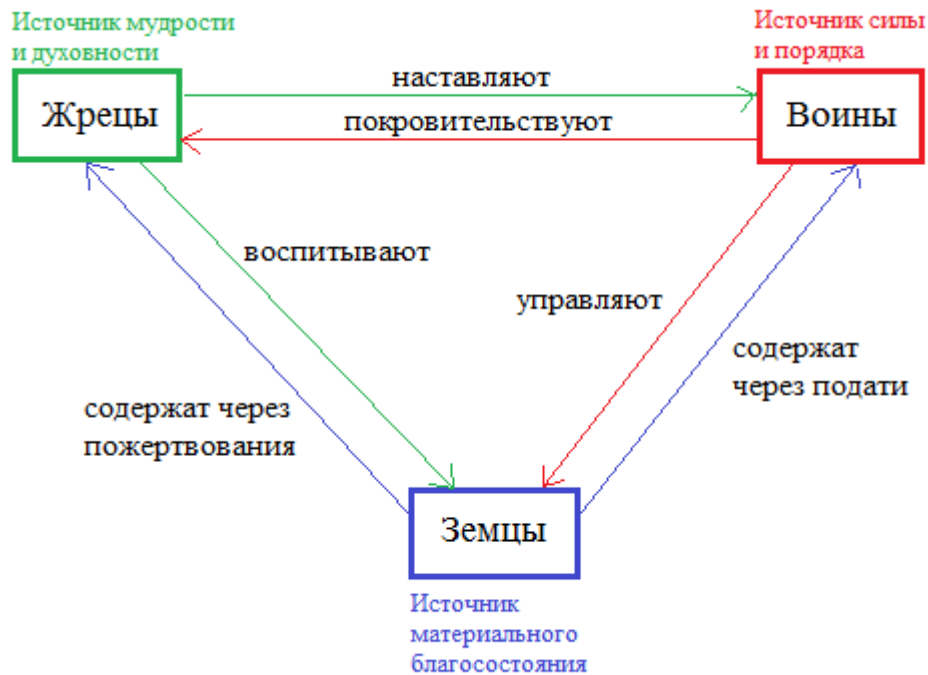 Источник мудрости
и духовности
Источник силы
и порядка
Жрецы
наставляют
покровительствуют
Воины
воспитывают
управляют
содержат
через подати
содержат через
пожертвования
Земцы
Источник
материального
благосостояния